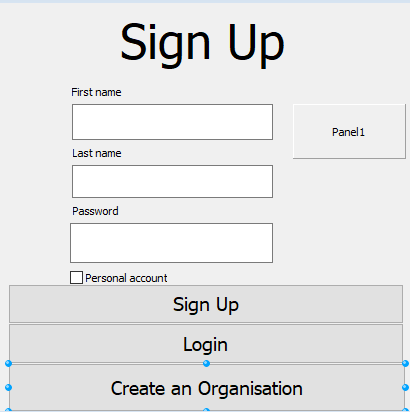 Sign Up
First name
Panel1
Last name
Password
Personal account
Sign Up
Login
Create an Organisation